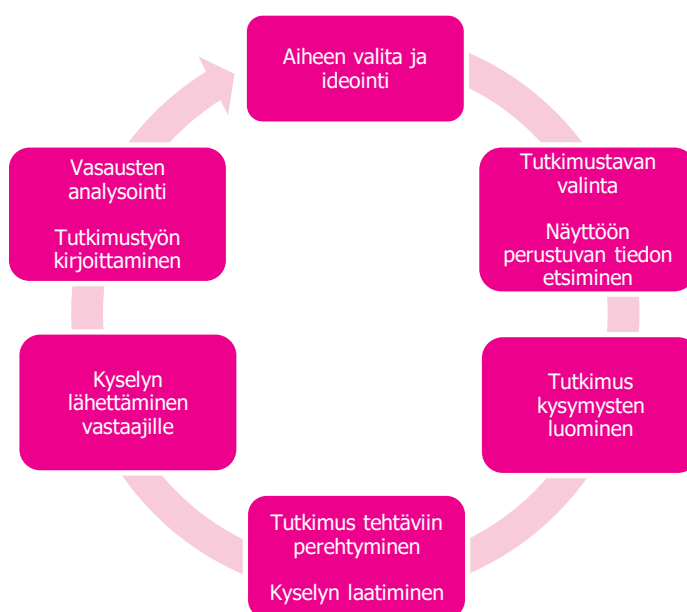 Aiheen valita ja
ideointi
Tutkimustavan
valinta
Näyttöön
perustuvan tiedon
etsiminen
Tutkimus
kysymysten
luominen
Tutkimus tehtäviin
perehtyminen
Kyselyn laatiminen
Kyselyn
lähettäminen
vastaajille
Vasausten
analysointi
Tutkimustyön
kirjoittaminen